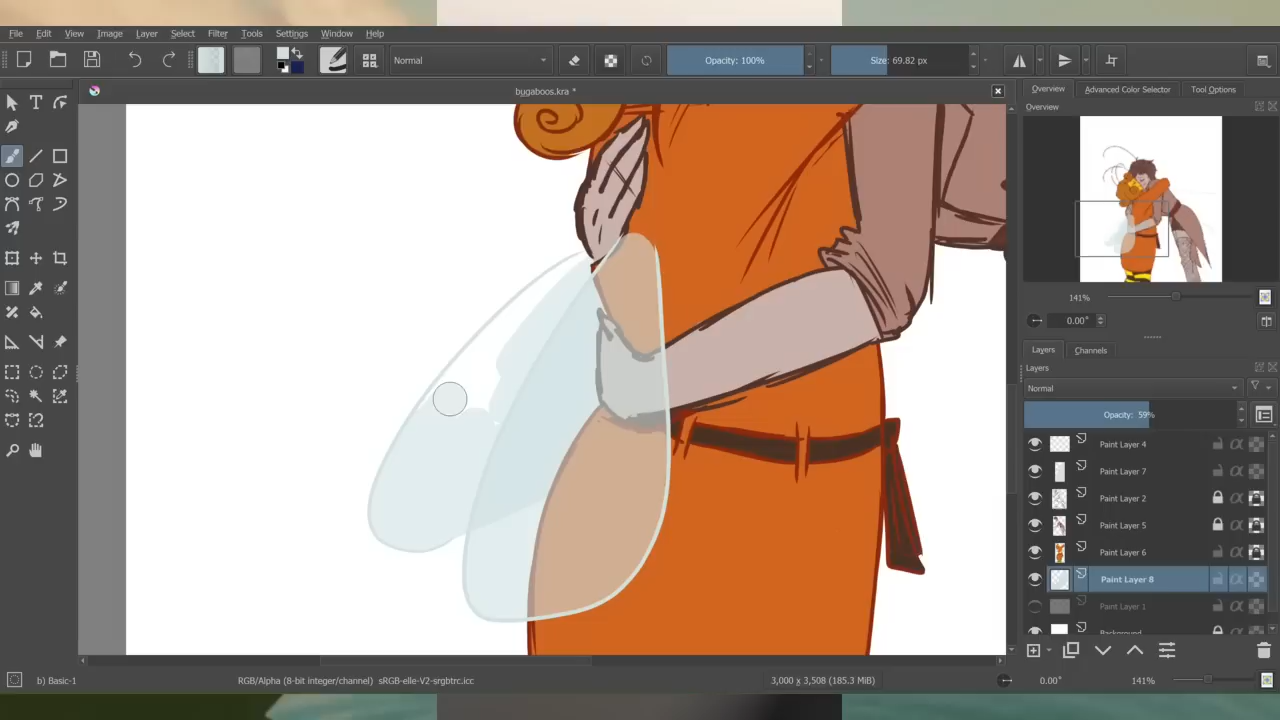 File Edit View Image Layer Select Filter Tools Settings Window Help
Normal Opacity: 100% Size: 69.82 px
bugaboos.kra *
Overview Advanced Color Selector Tool Options
Overview
141%
0.00°
Layers Channels
Layers
Normal
Opacity: 59%
Paint Layer 4
Paint Layer 7
Paint Layer 2
Paint Layer 5
Paint Layer 6
Paint Layer 8
Paint Layer 1
Background
b) Basic-1 RGB/Alpha (8-bit integer/channel) sRGB-elle-V2-srgbtrc.icc 3,000 x 3,508 (185.3 MiB) 0.00° 141%